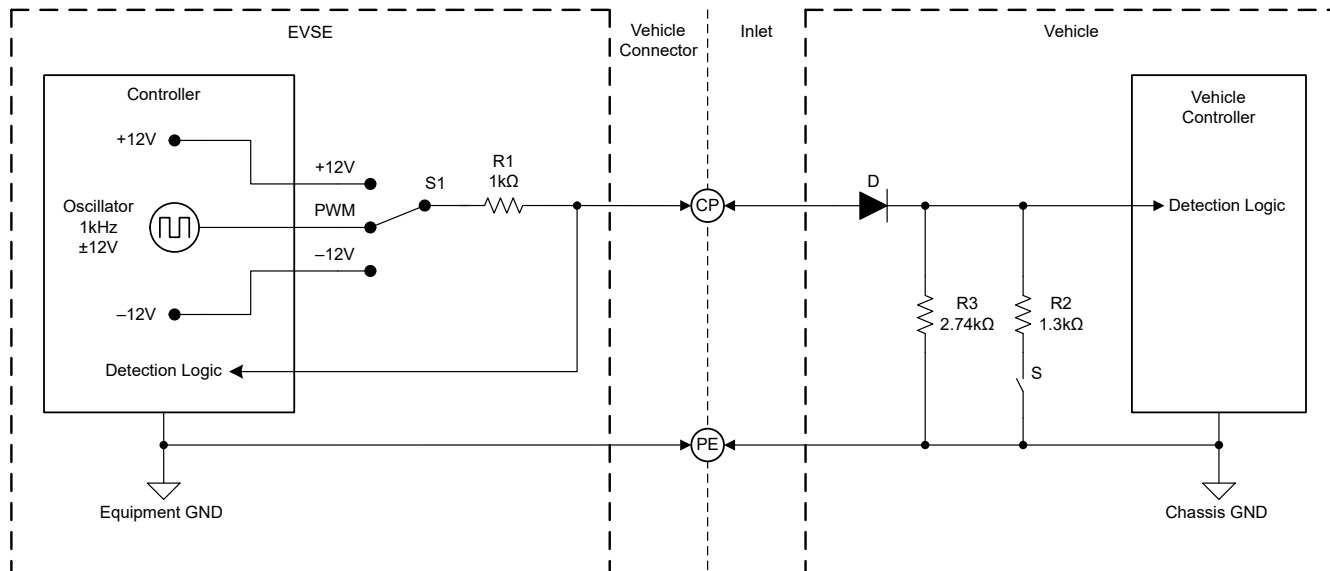 EVSE
Vehicle
Connector
Inlet
Vehicle
Controller
+12V
Oscillator
1kHz
±12V
–12V
Detection Logic
+12V
PWM
–12V
S1
R1
1kΩ
CP
D
Detection Logic
Vehicle
Controller
R3
2.74kΩ
R2
1.3kΩ
S
PE
Equipment GND
Chassis GND